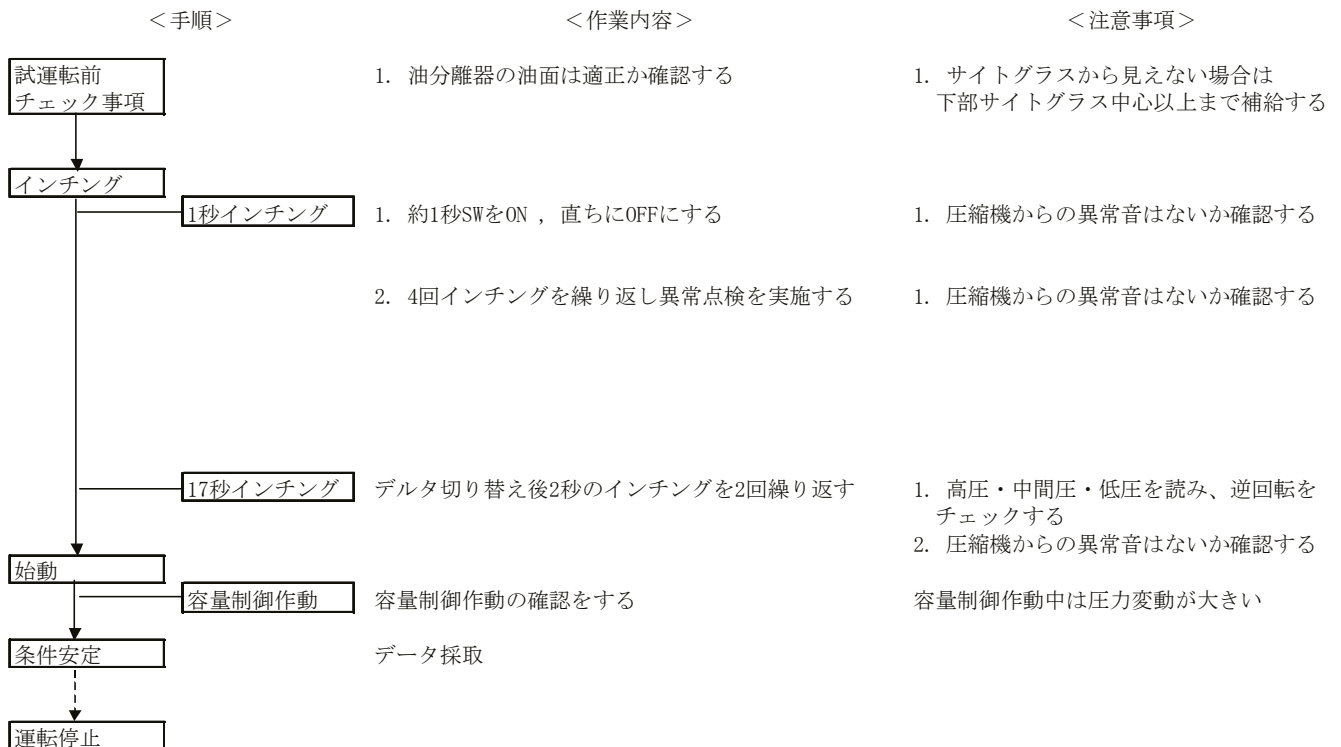 ＜手順＞ ＜作業内容＞ ＜注意事項＞
試運転前 1. 油分離器の油面は適正か確認する 1. サイトグラスから見えない場合は
チェック事項 下部サイトグラス中心以上まで補給する
インチング
1秒インチング 1. 約1秒SWをON , 直ちにOFFにする 1. 圧縮機からの異常音はないか確認する
2. 4回インチングを繰り返し異常点検を実施する 1. 圧縮機からの異常音はないか確認する
17秒インチング デルタ切り替え後2秒のインチングを2回繰り返す 1. 高圧・中間圧・低圧を読み、逆回転を
チェックする
2. 圧縮機からの異常音はないか確認する
始動
容量制御作動 容量制御作動の確認をする 容量制御作動中は圧力変動が大きい
条件安定 データ採取
運転停止